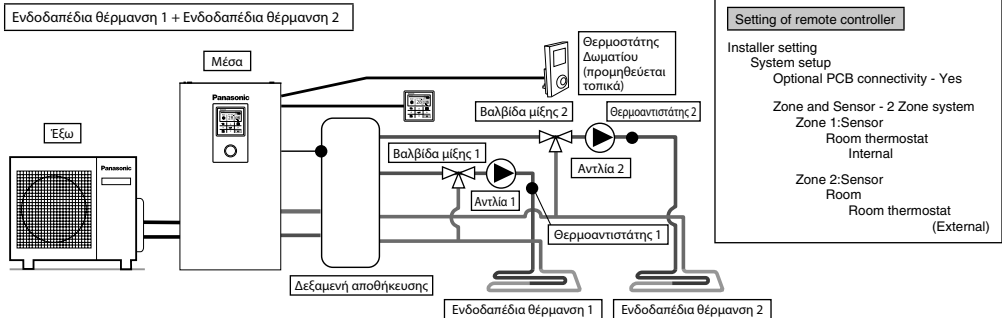 Ενδοδαπέδια θέρμανση 1 + Ενδοδαπέδια θέρμανση 2
Μέσα
Panasonic
Έξω
Panasonic
Θερμοστάτης
Δωματίου
(προμηθεύεται
τοπικά)
Βαλβίδα μίξης 2
Θερμοαντιστάτης 2
Βαλβίδα μίξης 1
Αντλία 2
Αντλία 1
Θερμοαντιστάτης 1
Δεξαμενή αποθήκευσης
Ενδοδαπέδια θέρμανση 1
Ενδοδαπέδια θέρμανση 2
Setting of remote controller
Installer setting
System setup
Optional PCB connectivity - Yes
Zone and Sensor - 2 Zone system
Zone 1:Sensor
Room thermostat
Internal
Zone 2:Sensor
Room
Room thermostat
(External)